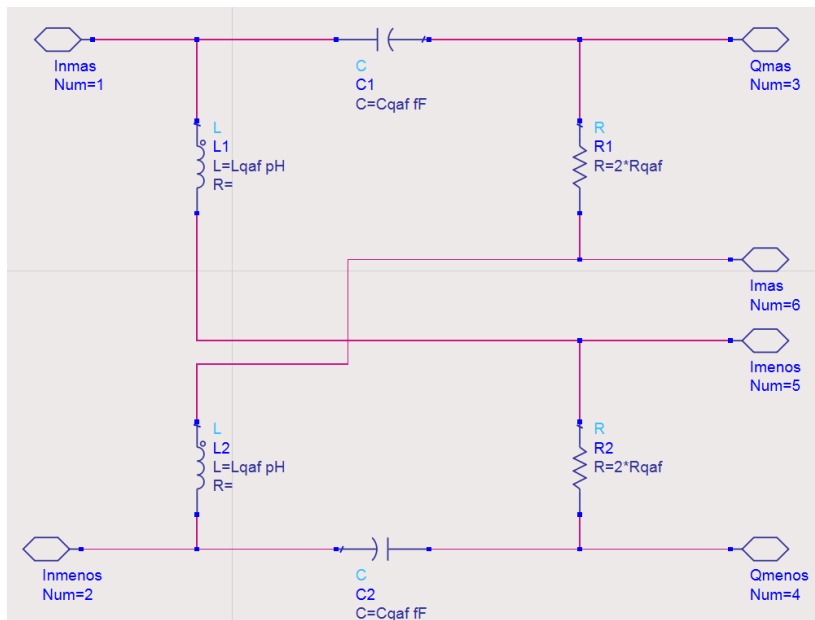 Inmas
Num=1
C
C1
C=Cqaf fF
Qmas
Num=3
L
L1
L=Lqaf pH
R=
R
R1
R=2*Rqaf
Imas
Num=6
Imenos
Num=5
L
L2
L=Lqaf pH
R=
R
R2
R=2*Rqaf
Inmenos
Num=2
C
C2
C=Cqaf fF
Qmenos
Num=4